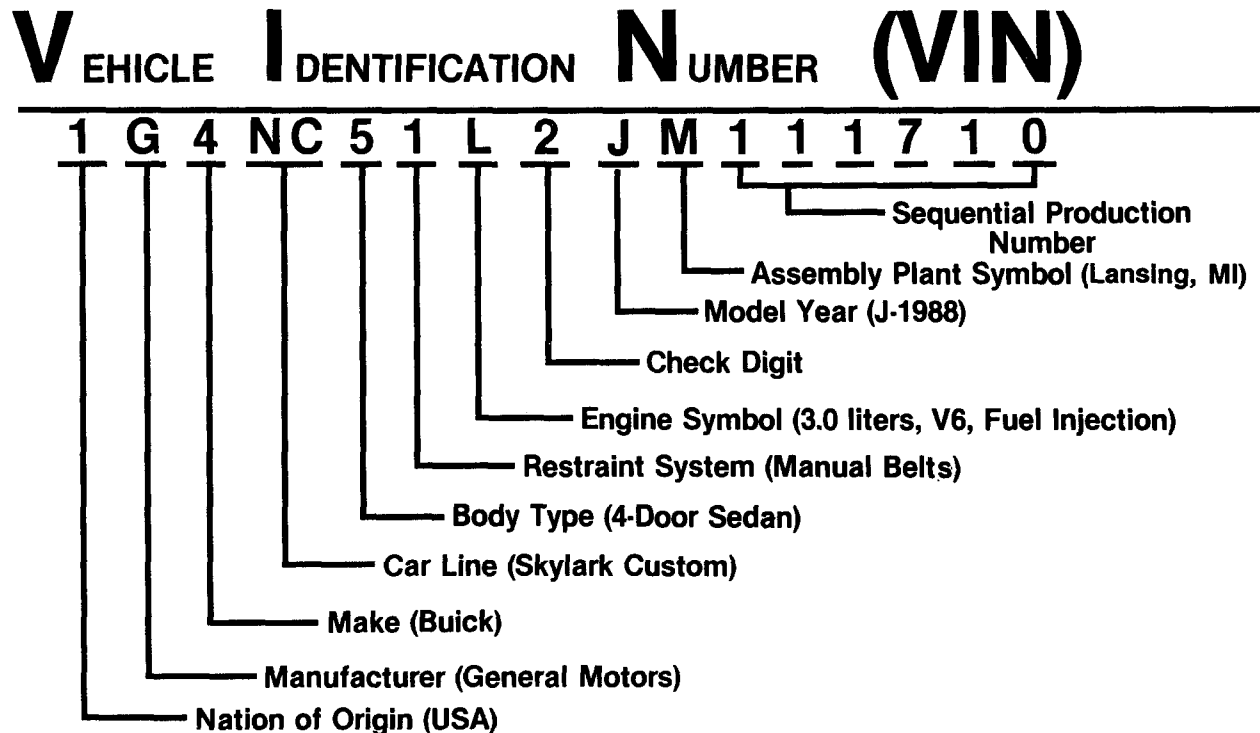 VEHICLE IDENTIFICATION NUMBER (VIN)
1 G 4 N C 5 1 L 2 J M 1 1 1 7 1 0
Sequential Production
Number
Assembly Plant Symbol (Lansing, MI)
Model Year (J-1988)
Check Digit
Engine Symbol (3.0 liters, V6, Fuel Injection)
Restraint System (Manual Belts)
Body Type (4-Door Sedan)
Car Line (Skylark Custom)
Make (Buick)
Manufacturer (General Motors)
Nation of Origin (USA)